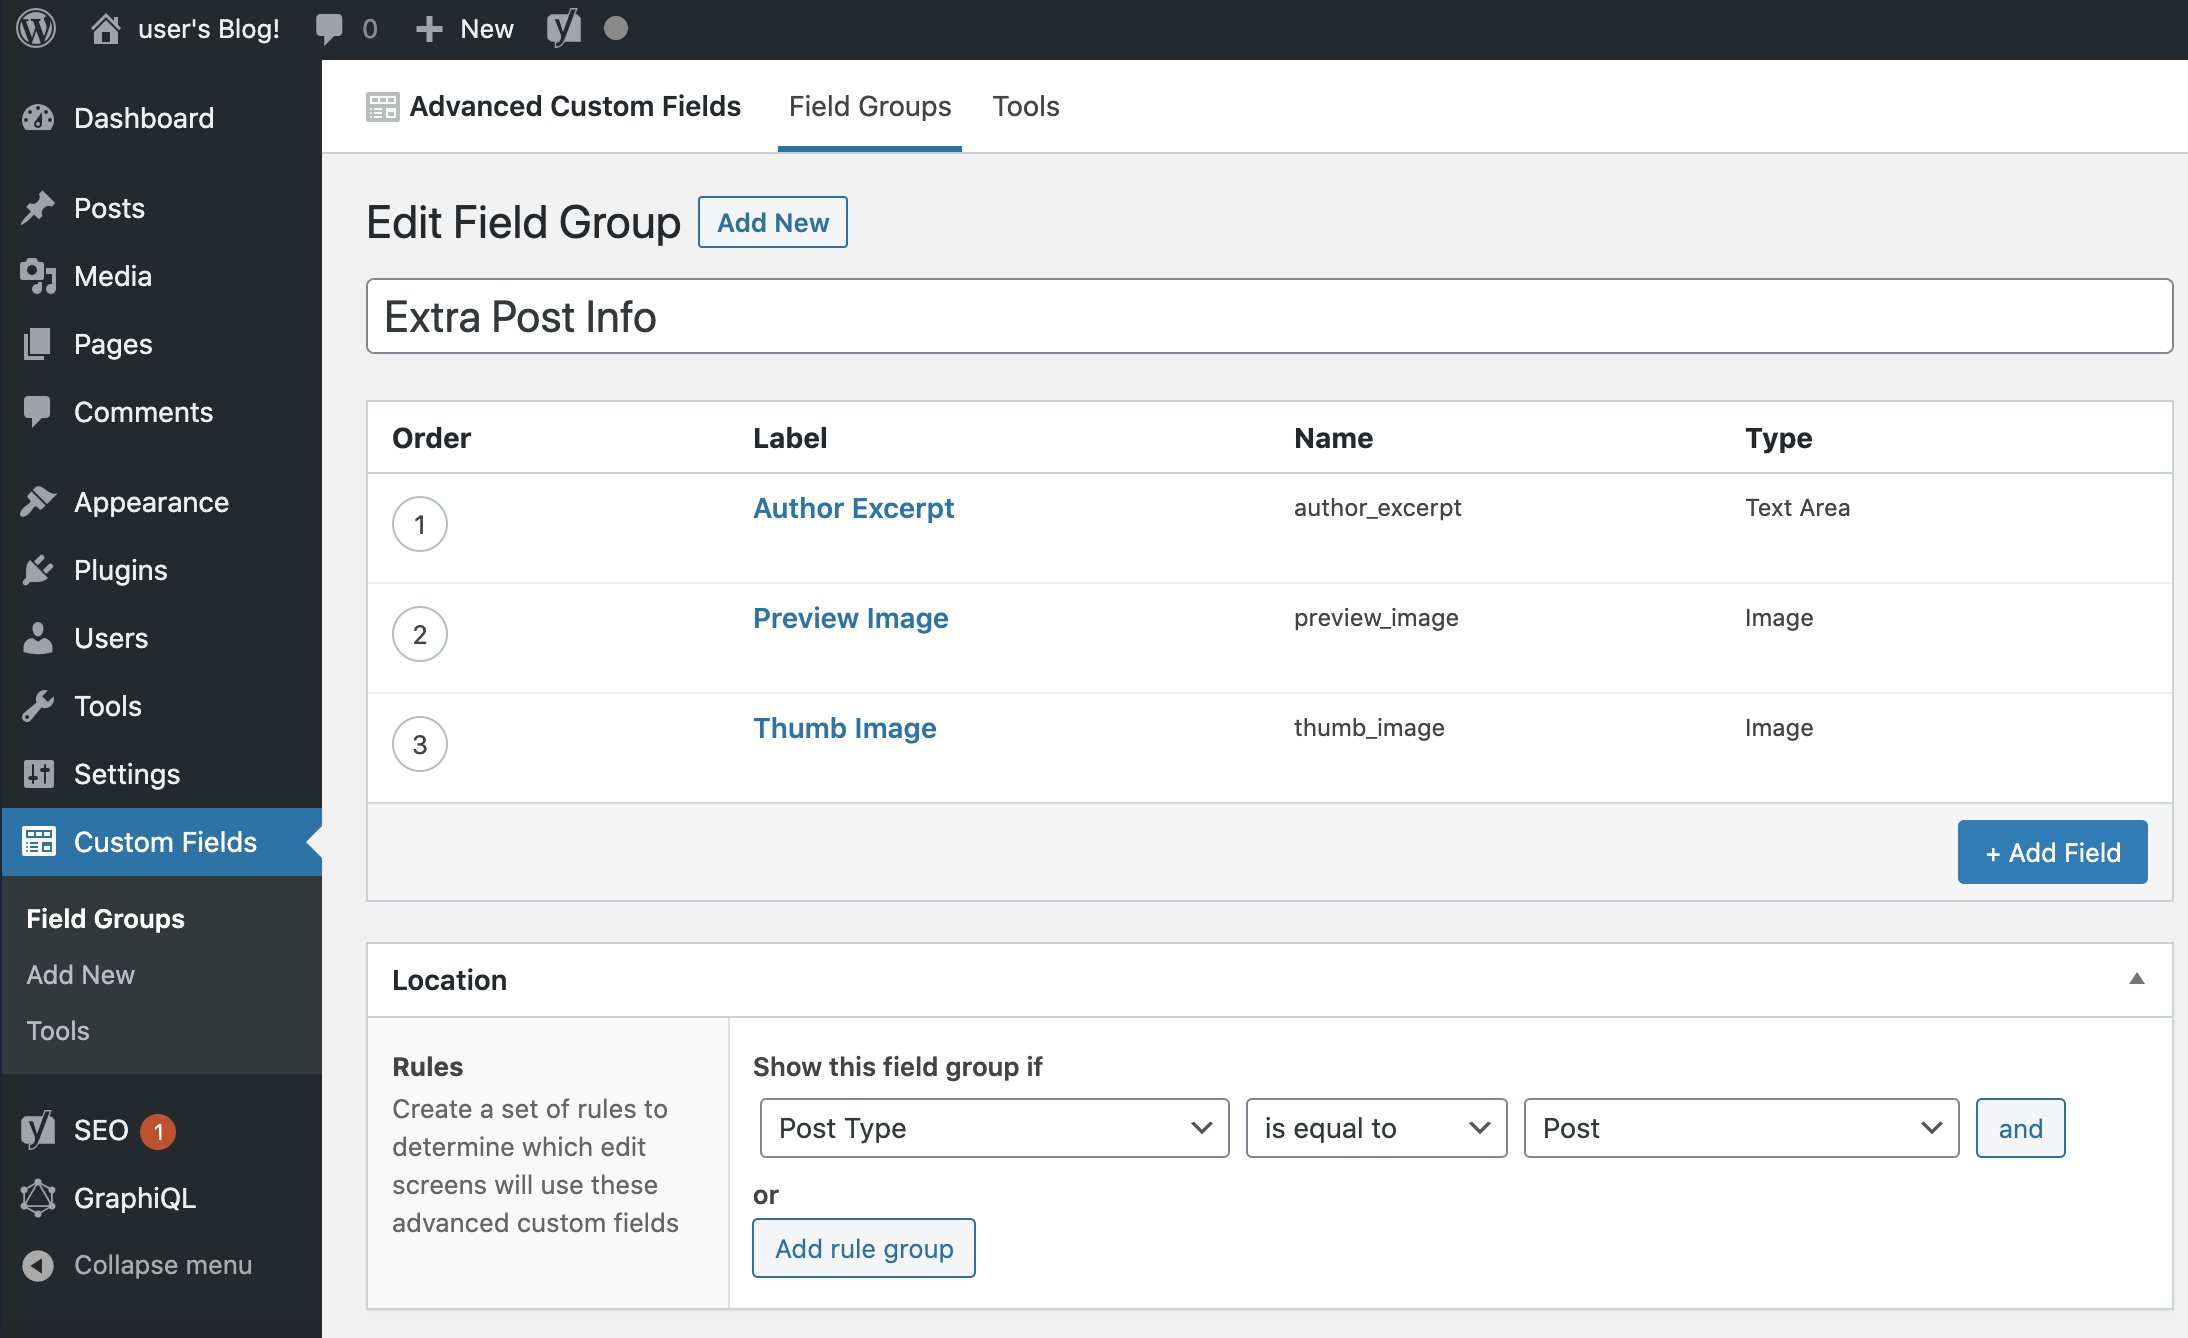 user's Blog! 0 + New
Dashboard
Posts
Media
Pages
Comments
Appearance
Plugins
Users
Tools
Settings
Custom Fields
Field Groups
Add New
Tools
SEO 1
GraphiQL
Collapse menu
Advanced Custom Fields Field Groups Tools
Edit Field Group Add New
Extra Post Info
Order Label Name Type
1 Author Excerpt author_excerpt Text Area
2 Preview Image preview_image Image
3 Thumb Image thumb_image Image
+ Add Field
Location
Rules
Create a set of rules to
determine which edit
screens will use these
advanced custom fields
Show this field group if
Post Type is equal to Post and
or
Add rule group